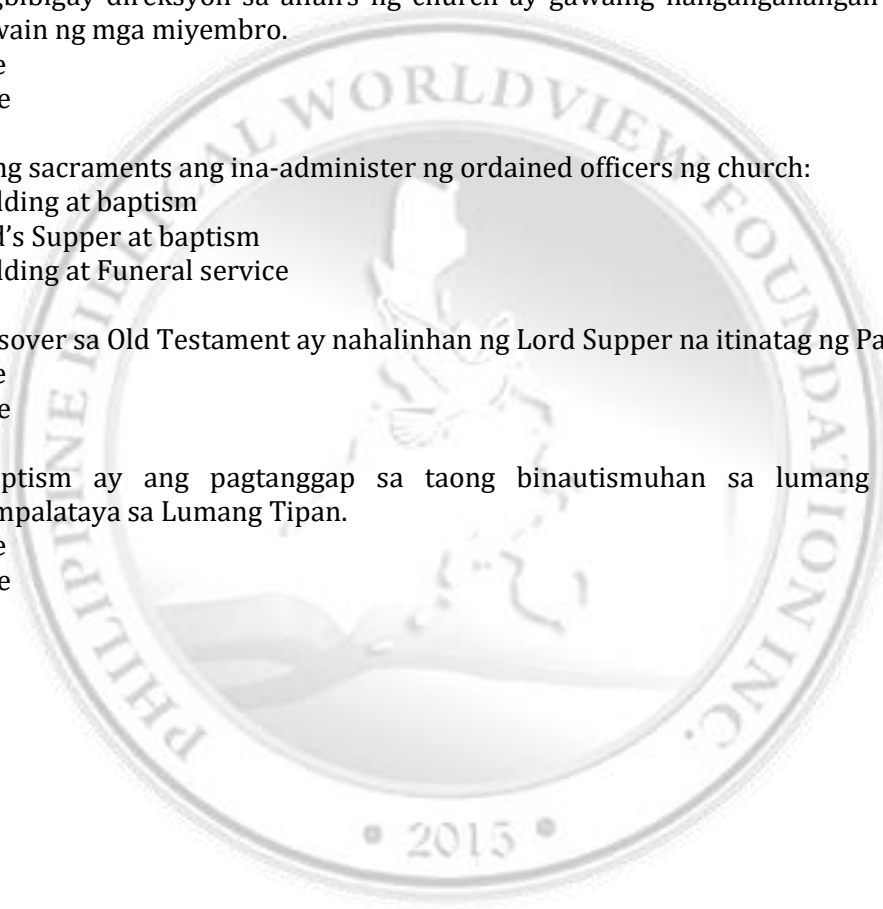 gbibigay direksyon sa affairs ng church ay gawaing nangangailangan
wain ng mga miyembro.
e
e
ng sacraments ang ina-administer ng ordained officers ng church:
dding at baptism
d's Supper at baptism
dding at Funeral service
sover sa Old Testament ay nahalinhan ng Lord Supper na itinatag ng Pa
e
e
ptism ay ang pagtanggap sa taong binautismuhan sa lumang
mpalataya sa Lumang Tipan.
e
e
PHILIPPINE BIBLICAL WORLDVIEW FOUNDATION INC.
• 2015 •